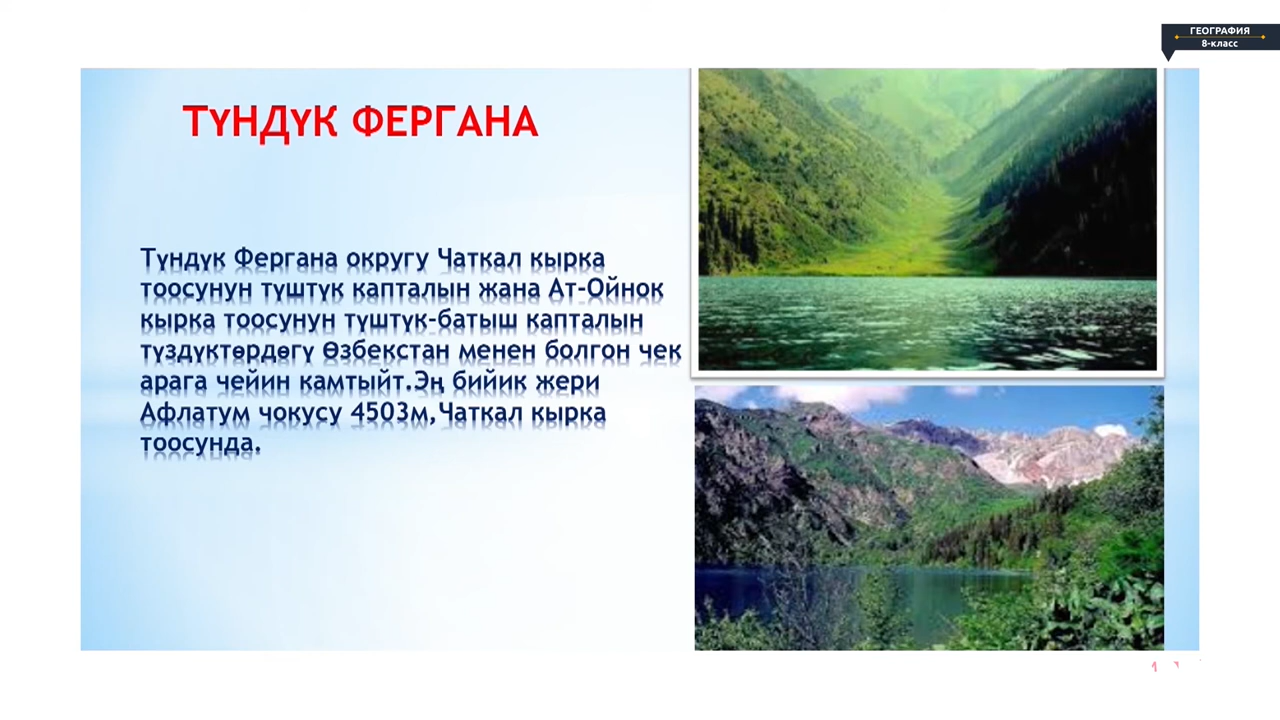 ГЕОГРАФИЯ
8-класс
ТҮНДҮК ФЕРГАНА
Түндүк Фергана округу Чаткал кырка
тоосунун түштүк капталын жана Ат-Ойнок
кырка тоосунун түштүк-батыш капталын
түздүктөрдөгү Өзбекстан менен болгон чек
арага чейин камтыйт.Эң бийик жери
Афлатум чокусу 4503м,Чаткал кырка
тоосунда.